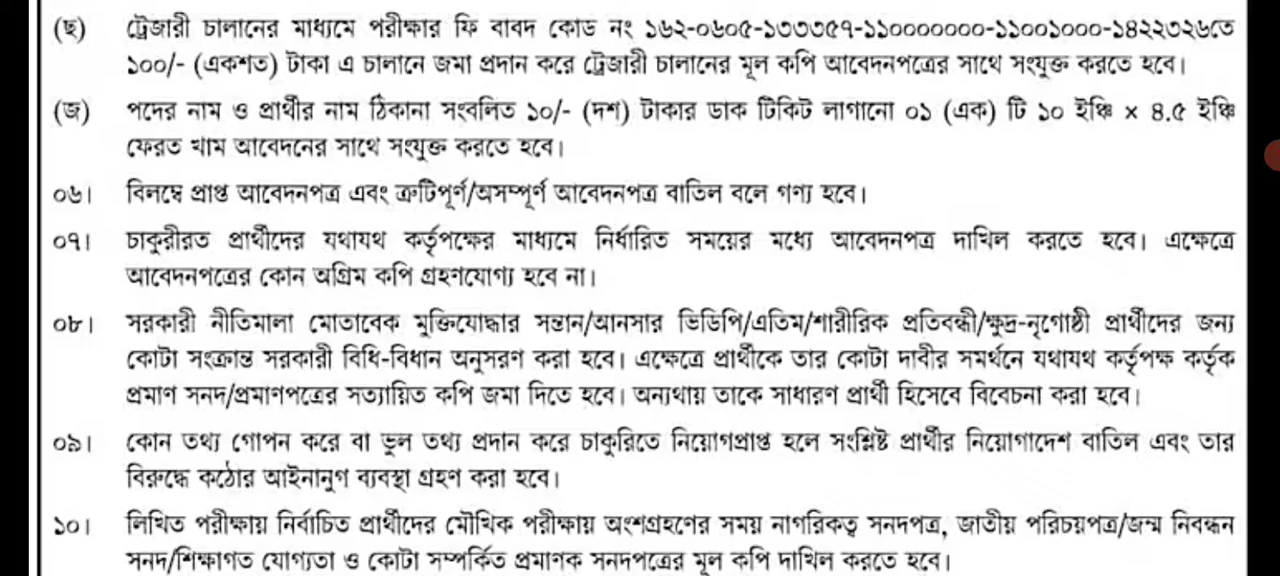 (ছ) ট্রেজারী চালানের মাধ্যমে পরীক্ষার ফি বাবদ কোড নং ১৬২-০৬০৫-১৩৩৩৫৭-১১০০০০০০০-১১০০১০০০-১৪২২৩২৬তে
১০০/- (একশত) টাকা এ চালানে জমা প্রদান করে ট্রেজারী চালানের মূল কপি আবেদনপত্রের সাথে সংযুক্ত করতে হবে।
(জ) পদের নাম ও প্রার্থীর নাম ঠিকানা সংবলিত ১০/- (দশ) টাকার ডাক টিকিট লাগানো ০১ (এক) টি ১০ ইঞ্চি × ৪.৫ ইঞ্চি
ফেরত খাম আবেদনের সাথে সংযুক্ত করতে হবে।
০৬। বিলম্বে প্রাপ্ত আবেদনপত্র এবং ত্রুটিপূর্ণ/অসম্পূর্ণ আবেদনপত্র বাতিল বলে গণ্য হবে।
০৭। চাকুরীরত প্রার্থীদের যথাযথ কর্তৃপক্ষের মাধ্যমে নির্ধারিত সময়ের মধ্যে আবেদনপত্র দাখিল করতে হবে। এক্ষেত্রে
আবেদনপত্রের কোন অগ্রিম কপি গ্রহণযোগ্য হবে না।
০৮। সরকারী নীতিমালা মোতাবেক মুক্তিযোদ্ধার সন্তান/আনসার ভিডিপি/এতিম/শারীরিক প্রতিবন্ধী/ক্ষুদ্র-নৃগোষ্ঠী প্রার্থীদের জন্য
কোটা সংক্রান্ত সরকারী বিধি-বিধান অনুসরণ করা হবে। এক্ষেত্রে প্রার্থীকে তার কোটা দাবীর সমর্থনে যথাযথ কর্তৃপক্ষ কর্তৃক
প্রমাণ সনদ/প্রমাণপত্রের সত্যায়িত কপি জমা দিতে হবে। অন্যথায় তাকে সাধারণ প্রার্থী হিসেবে বিবেচনা করা হবে।
০৯। কোন তথ্য গোপন করে বা ভুল তথ্য প্রদান করে চাকুরিতে নিয়োগপ্রাপ্ত হলে সংশ্লিষ্ট প্রার্থীর নিয়োগাদেশ বাতিল এবং তার
বিরুদ্ধে কঠোর আইনানুগ ব্যবস্থা গ্রহণ করা হবে।
১০। লিখিত পরীক্ষায় নির্বাচিত প্রার্থীদের মৌখিক পরীক্ষায় অংশগ্রহণের সময় নাগরিকত্ব সনদপত্র, জাতীয় পরিচয়পত্র/জন্ম নিবন্ধন
সনদ/শিক্ষাগত যোগ্যতা ও কোটা সম্পর্কিত প্রমাণক সনদপত্রের মূল কপি দাখিল করতে হবে।